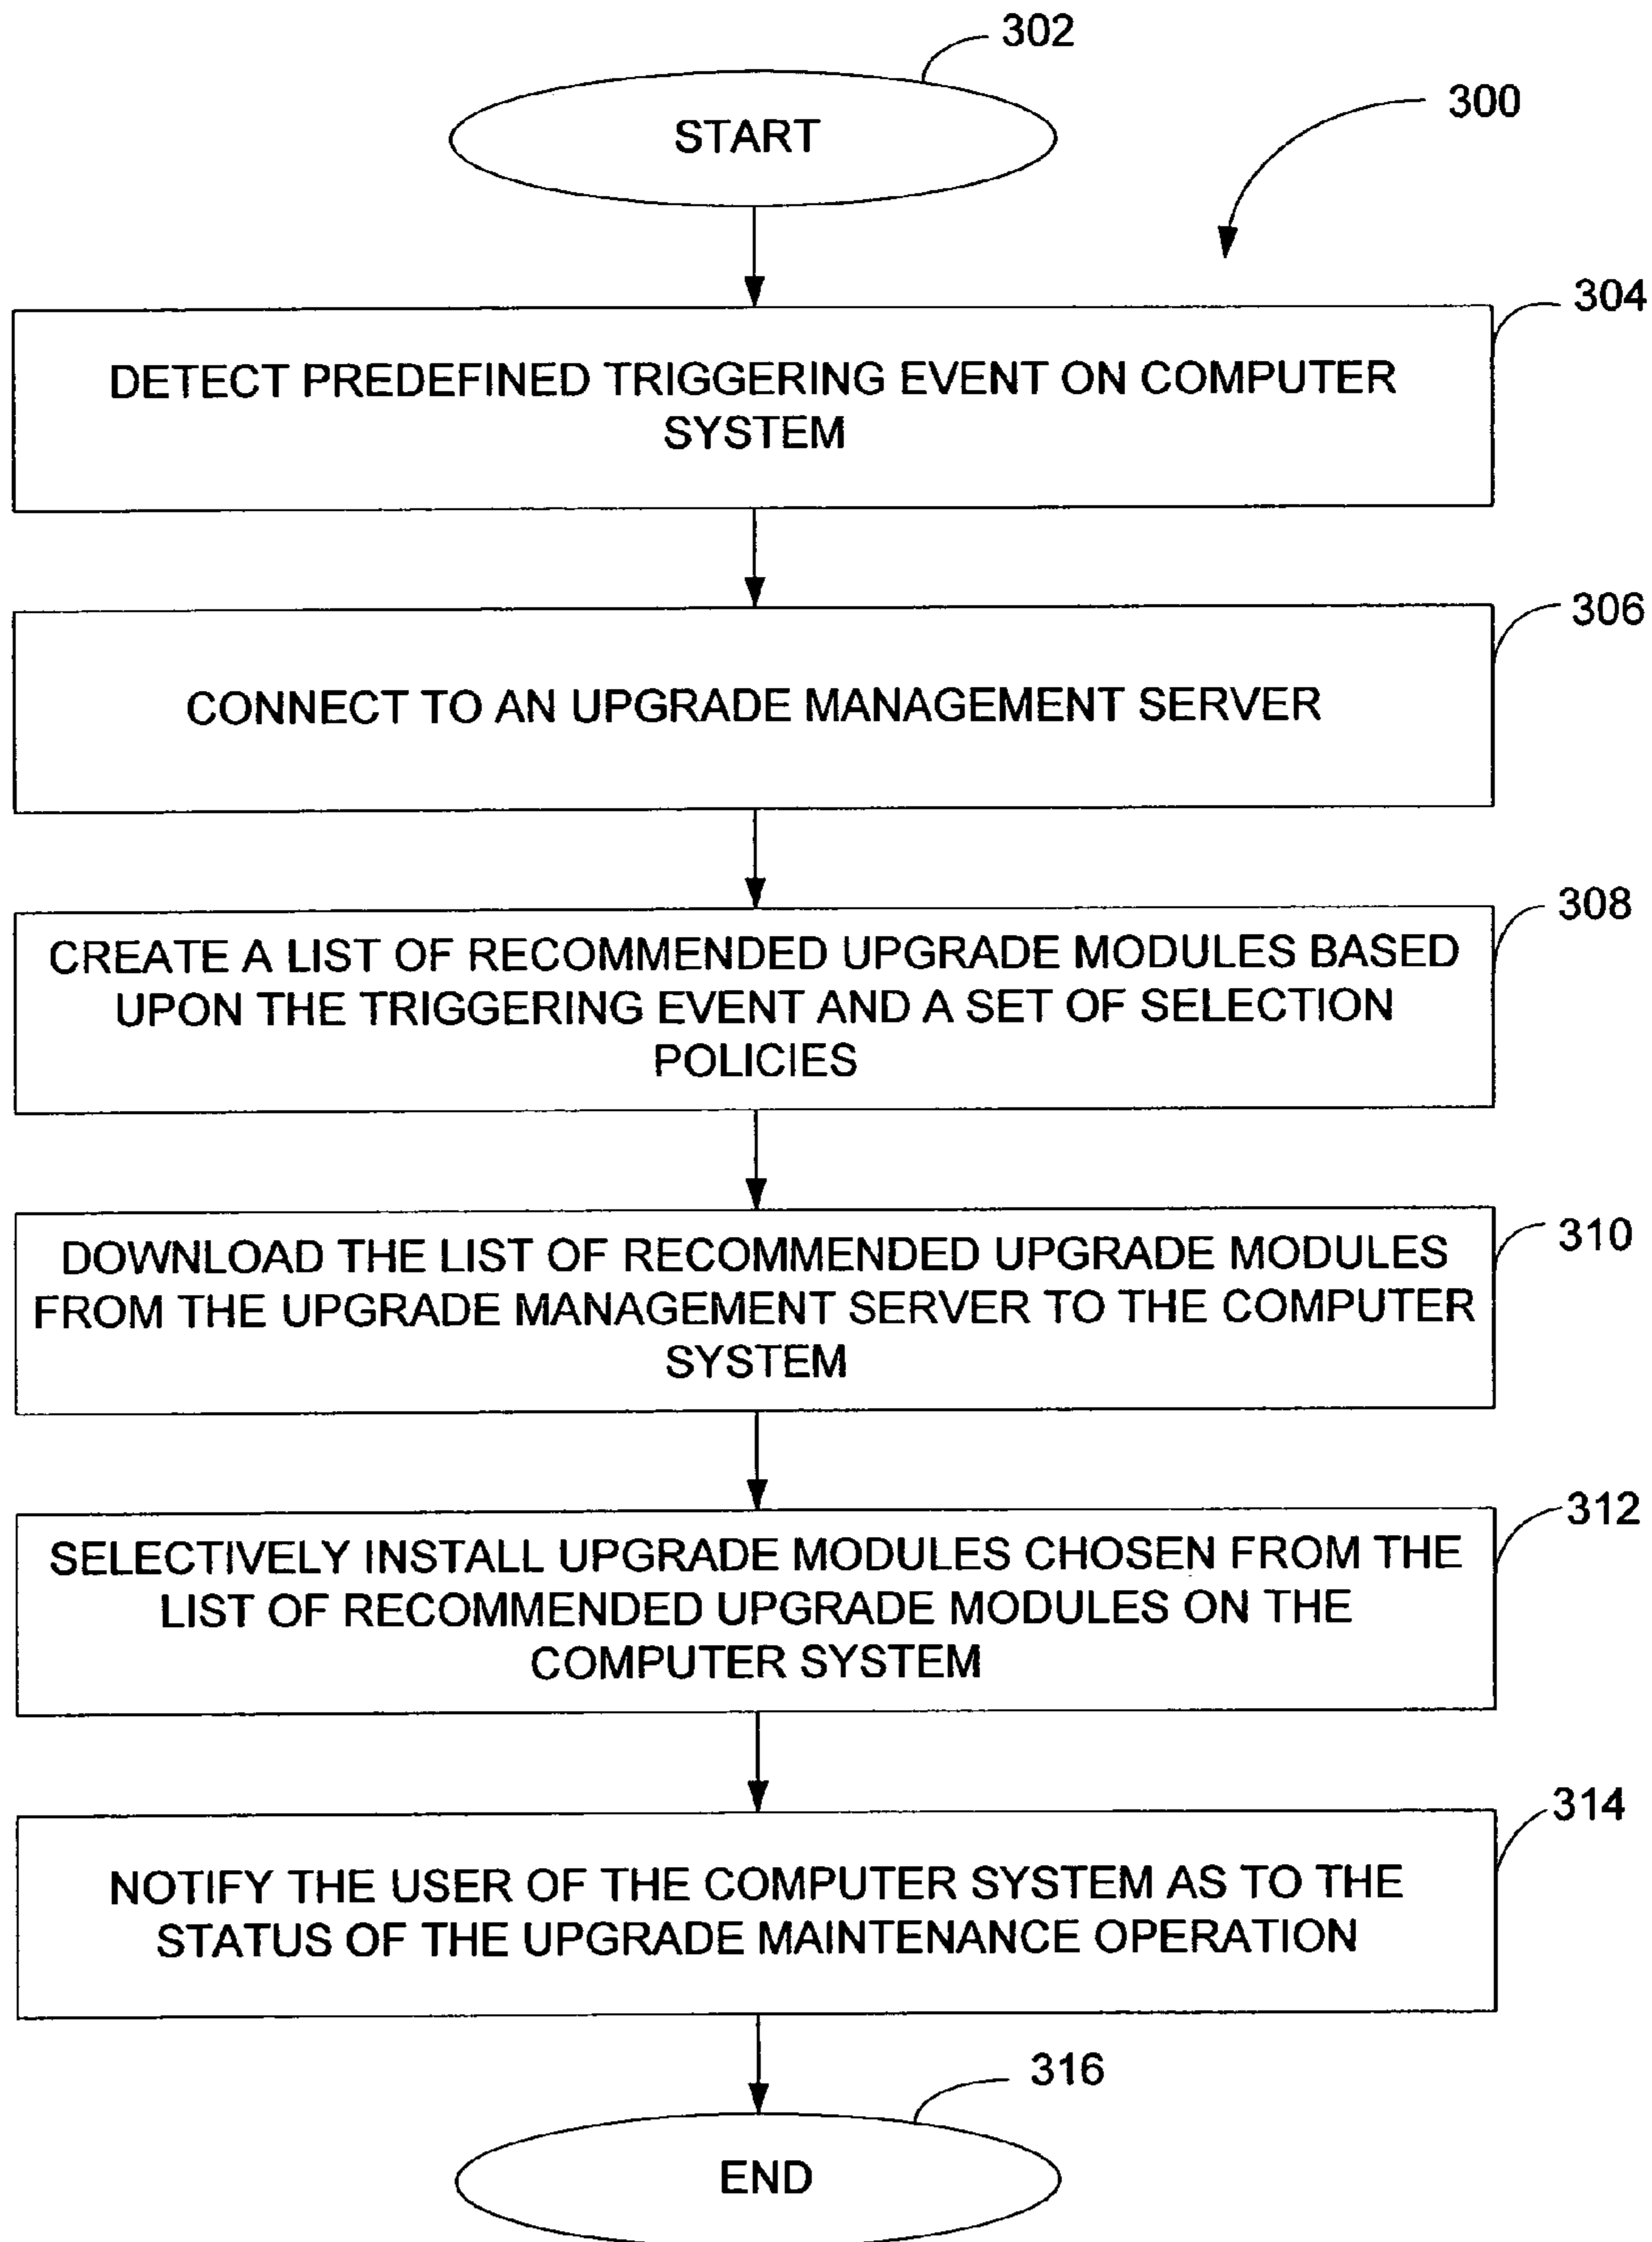 302
START
300
304
DETECT PREDEFINED TRIGGERING EVENT ON COMPUTER
SYSTEM
306
CONNECT TO AN UPGRADE MANAGEMENT SERVER
308
CREATE A LIST OF RECOMMENDED UPGRADE MODULES BASED
UPON THE TRIGGERING EVENT AND A SET OF SELECTION
POLICIES
310
DOWNLOAD THE LIST OF RECOMMENDED UPGRADE MODULES
FROM THE UPGRADE MANAGEMENT SERVER TO THE COMPUTER
SYSTEM
312
SELECTIVELY INSTALL UPGRADE MODULES CHOSEN FROM THE
LIST OF RECOMMENDED UPGRADE MODULES ON THE
COMPUTER SYSTEM
314
NOTIFY THE USER OF THE COMPUTER SYSTEM AS TO THE
STATUS OF THE UPGRADE MAINTENANCE OPERATION
316
END